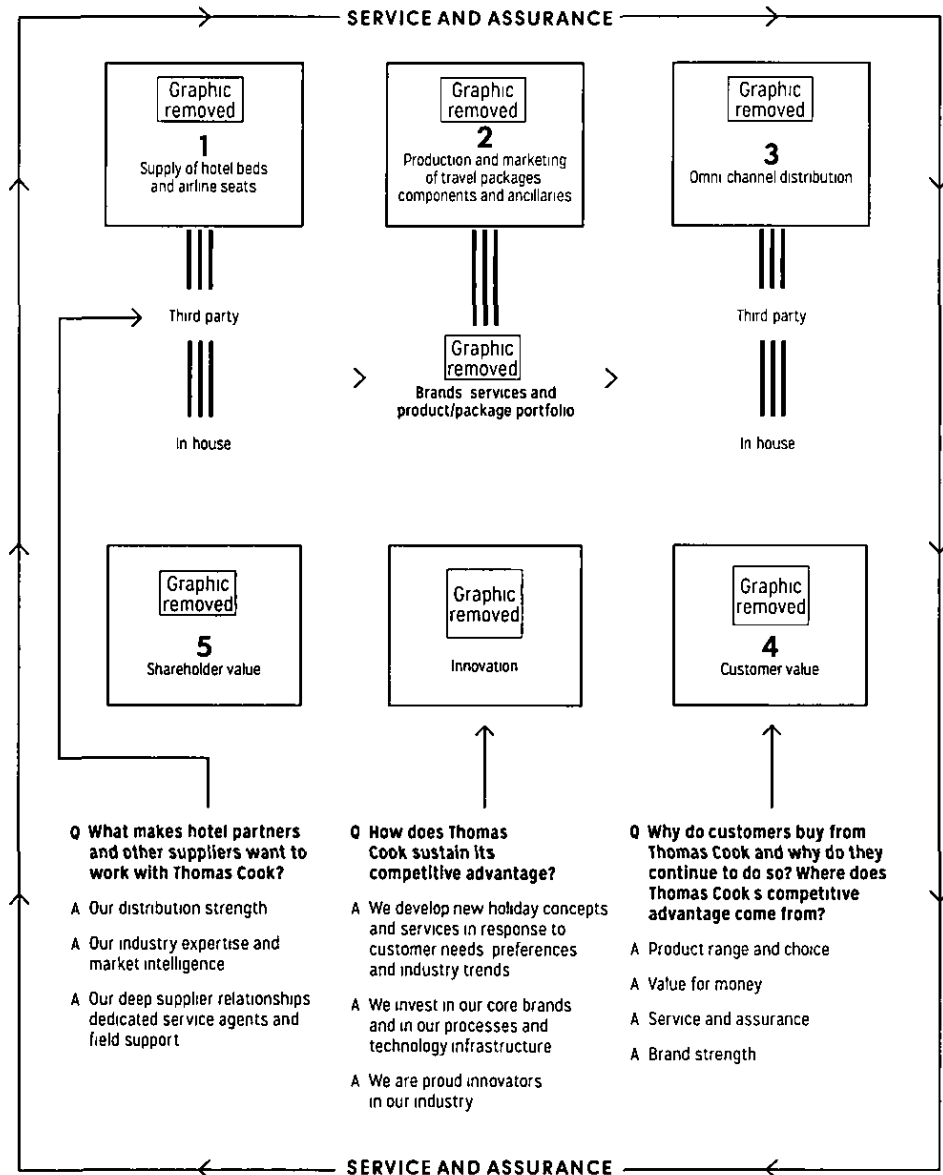 SERVICE AND ASSURANCE
Graphic
removed
1
Supply of hotel beds
and airline seats
Graphic
removed
2
Production and marketing
of travel packages
components and ancillaries
Graphic
removed
3
Omni channel distribution
Third party
In house
Graphic
removed
Brands services and
product/package portfolio
Third party
In house
Graphic
removed
5
Shareholder value
Graphic
removed
Innovation
Graphic
removed
4
Customer value
Q What makes hotel partners
and other suppliers want to
work with Thomas Cook?
A Our distribution strength
A Our industry expertise and
market intelligence
A Our deep supplier relationships
dedicated service agents and
field support
Q How does Thomas
Cook sustain its
competitive advantage?
A We develop new holiday concepts
and services in response to
customer needs preferences
and industry trends
A We invest in our core brands
and in our processes and
technology infrastructure
A We are proud innovators
in our industry
Q Why do customers buy from
Thomas Cook and why do they
continue to do so? Where does
Thomas Cook s competitive
advantage come from?
A Product range and choice
A Value for money
A Service and assurance
A Brand strength
SERVICE AND ASSURANCE